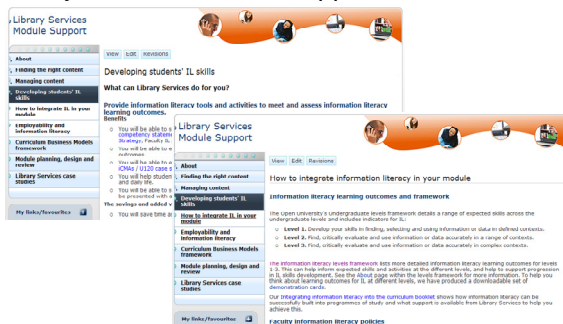 Library Services
Module Support
View Edit Revisions
About
Finding the right content
Managing content
Developing students' IL
skills
How to integrate IL in your
module
Employability and
information literacy
Curriculum Business Models
framework
Module planning, design and
review
Library Services case
studies
My links/favourites
Developing students' IL skills
What can Library Services do for you?
Provide information literacy tools and activities to meet and assess information literacy
learning outcomes.
Benefits
You will be able to s
competency stateme
Strategy, Faculty IL
You will be able to e
outcomes
You will be able to a
iCMAs / U120 case s
You will help student
and daily life.
You will be able to s
be presented with a
The savings and added v
You will save time a
Library Services
Module Support
View Edit Revisions
About
Finding the right content
Managing content
Developing students' IL
skills
How to integrate IL in your
module
Employability and
information literacy
Curriculum Business Models
framework
Module planning, design and
review
Library Services case
studies
My links/favourites
How to integrate information literacy in your module
Information literacy learning outcomes and framework
The Open University's undergraduate levels framework details a range of expected skills across the
undergraduate levels and includes indicators for IL:
Level 1. Develop your skills in finding, selecting and using information or data in defined contexts.
Level 2. Find, critically evaluate and use information or data accurately in a range of contexts.
Level 3. Find, critically evaluate and use information or data accurately in complex contexts.
The information literacy levels framework lists more detailed information literacy learning outcomes for levels
1-3. This can help inform expected skills and activities at the different levels, and help to support progression
in IL skills development. See the About page within the levels framework for more information. To help you
think about learning outcomes for IL at different levels, we have produced a downloadable set of
demonstration cards.
Our Integrating information literacy into the curriculum booklet shows how information literacy can be
successfully built into programmes of study and what support is available from Library Services to help you
achieve this.
Faculty information literacy policies